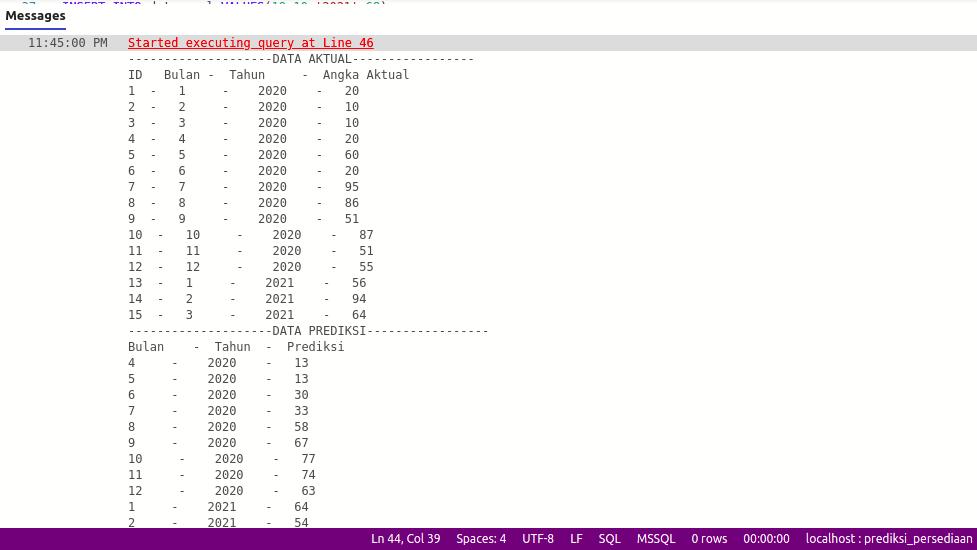 Messages
11:45:00 PM Started executing query at Line 46
--------------------DATA AKTUAL-----------------
ID Bulan - Tahun - Angka Aktual
1 - 1 - 2020 - 20
2 - 2 - 2020 - 10
3 - 3 - 2020 - 10
4 - 4 - 2020 - 20
5 - 5 - 2020 - 60
6 - 6 - 2020 - 20
7 - 7 - 2020 - 95
8 - 8 - 2020 - 86
9 - 9 - 2020 - 51
10 - 10 - 2020 - 87
11 - 11 - 2020 - 51
12 - 12 - 2020 - 55
13 - 1 - 2021 - 56
14 - 2 - 2021 - 94
15 - 3 - 2021 - 64
--------------------DATA PREDIKSI-----------------
Bulan - Tahun - Prediksi
4 - 2020 - 13
5 - 2020 - 13
6 - 2020 - 30
7 - 2020 - 33
8 - 2020 - 58
9 - 2020 - 67
10 - 2020 - 77
11 - 2020 - 74
12 - 2020 - 63
1 - 2021 - 64
2 - 2021 - 54
Ln 44, Col 39 Spaces: 4 UTF-8 LF SQL MSSQL 0 rows 00:00:00 localhost : prediksi_persediaan